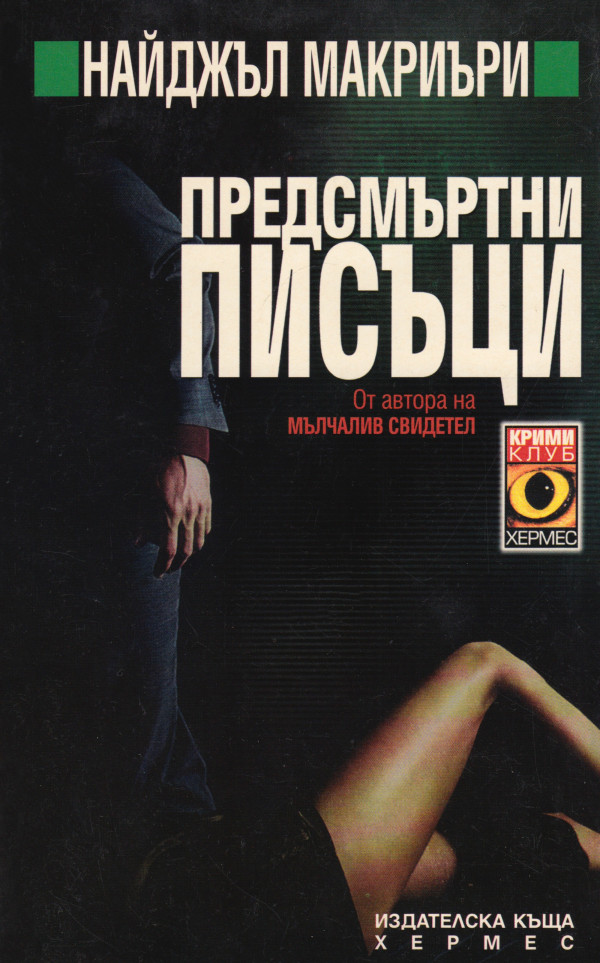 НАЙДЖЪЛ МАКРИЪРИ
ПРЕДСМЪРТНИ
ПИСЪЦИ
От автора на
МЪЛЧАЛИВ СВИДЕТЕЛ
КРИМИ
КЛУБ
ХЕРМЕС
ИЗДАТЕЛСКА КЪЩА
ХЕРМЕС